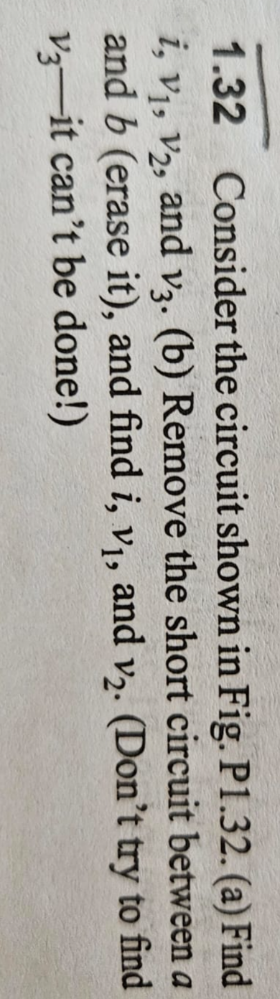 1.32 Consider the circuit shown in Fig. P1.32. (a) Find
i, v₁, v₂, and v₃. (b) Remove the short circuit between a
and b (erase it), and find i, v₁, and v₂. (Don't try to find
v₃—it can't be done!)